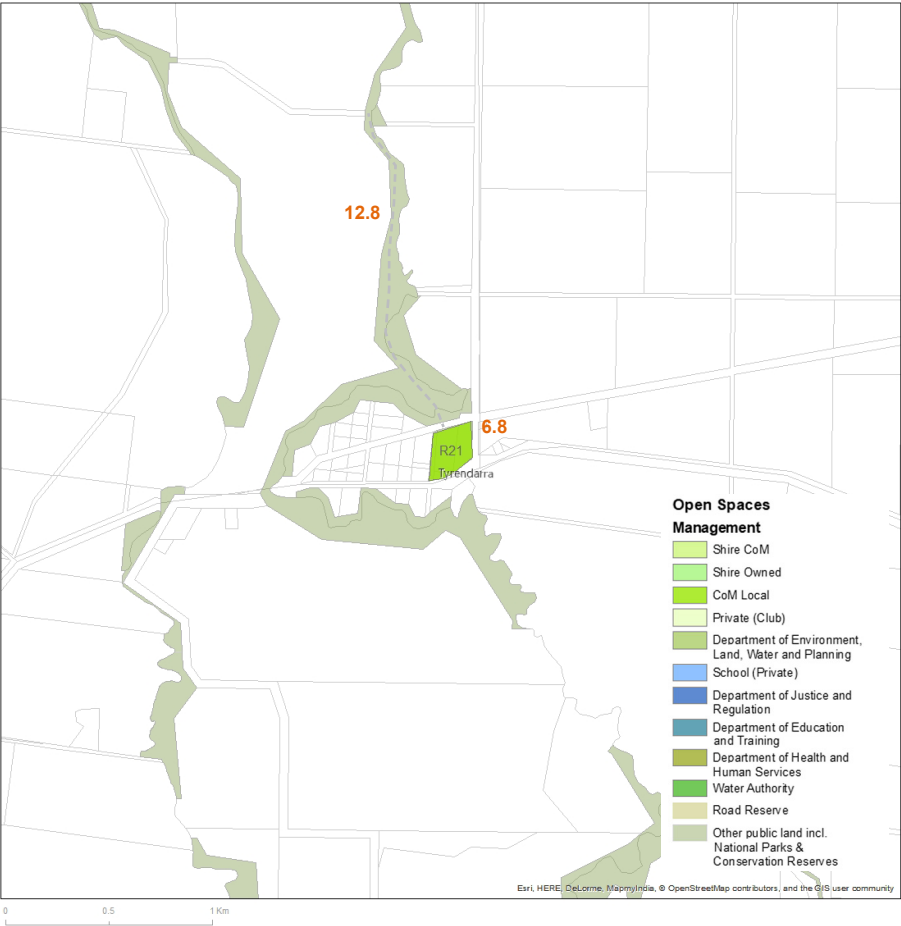 12.8
6.8
R21
Tyrendarra
Open Spaces
Management
Shire CoM
Shire Owned
CoM Local
Private (Club)
Department of Environment,
Land, Water and Planning
School (Private)
Department of Justice and
Regulation
Department of Education
and Training
Department of Health and
Human Services
Water Authority
Road Reserve
Other public land incl.
National Parks &
Conservation Reserves
Esri, HERE, DeLorme, MapmyIndia, © OpenStreetMap contributors, and the GIS user community
0 0.5 1 Km